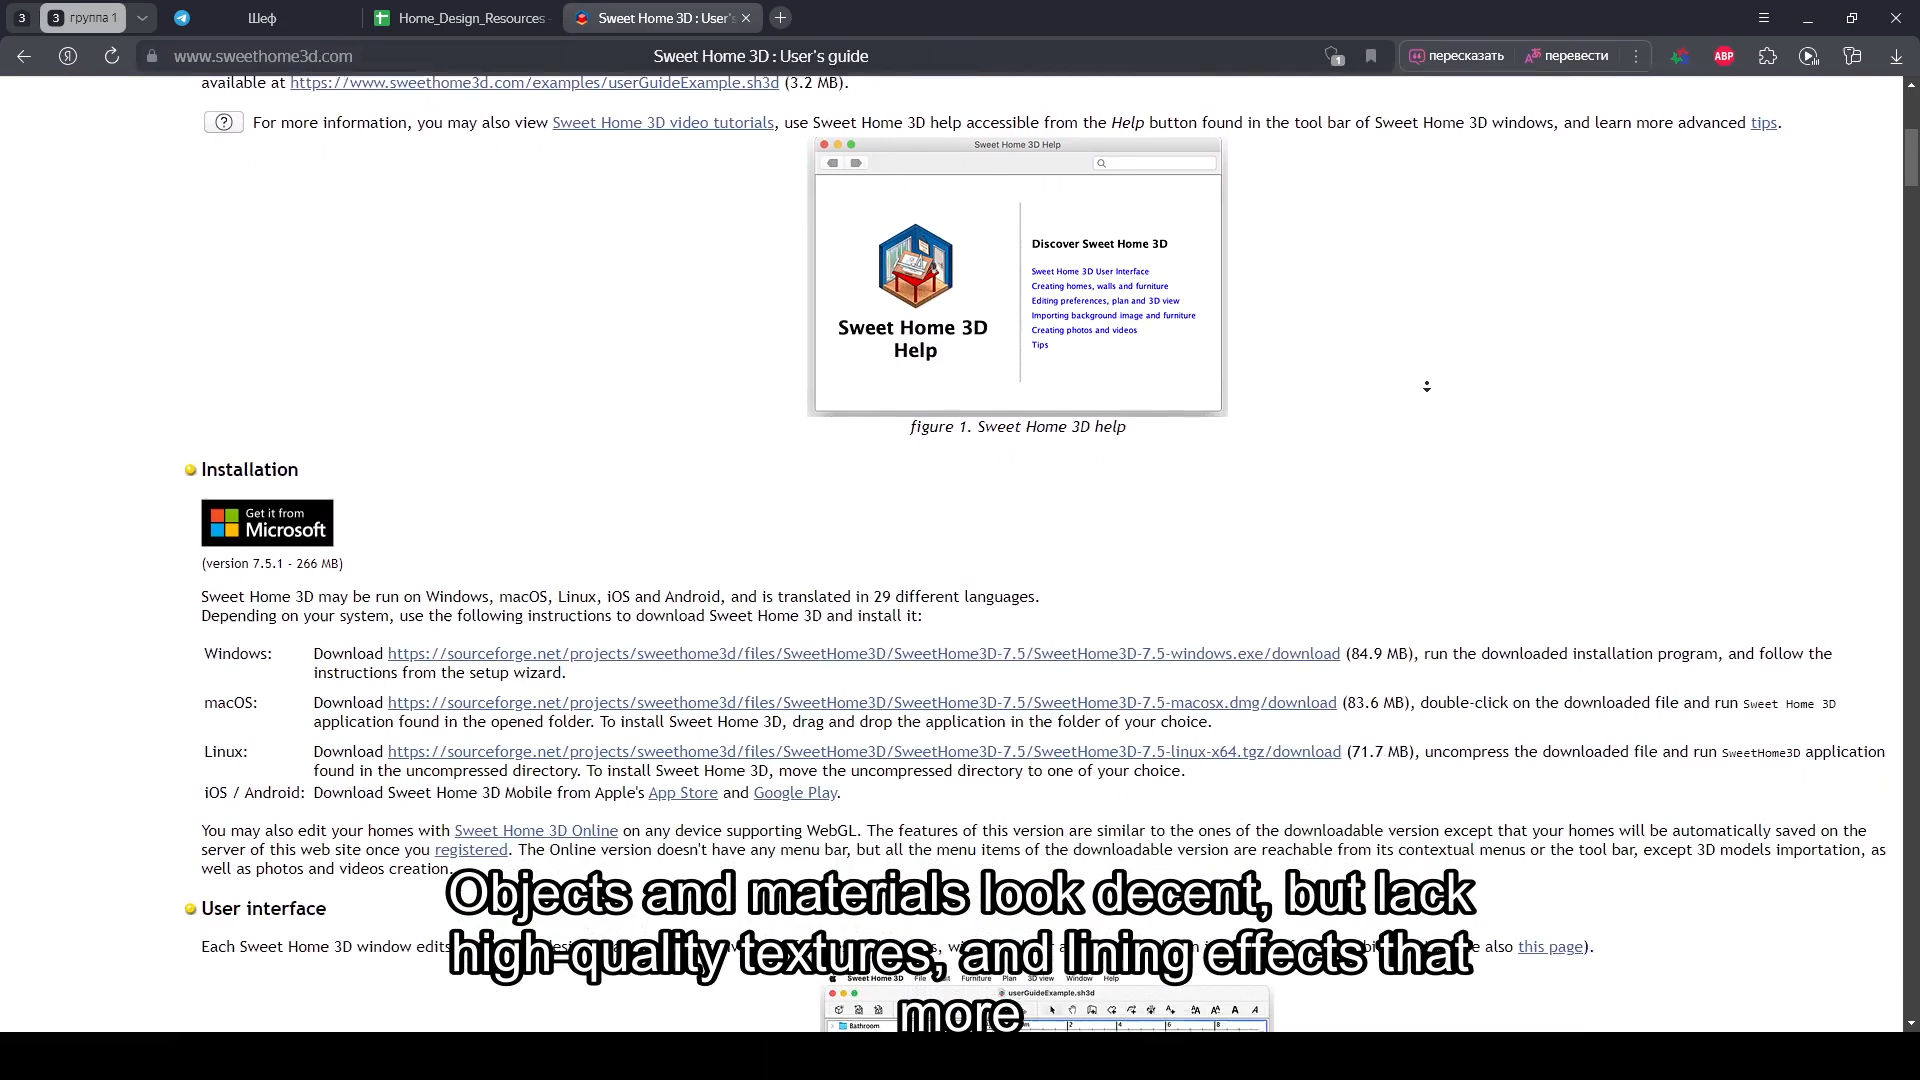 3
3 группа 1
Шеф
Home_Design_Resources
Sweet Home 3D : User's
www.sweethome3d.com
Sweet Home 3D : User's guide
1
пересказать
перевести
ABP
available at https://www.sweethome3d.com/examples/userGuideExample.sh3d (3.2 MB).
For more information, you may also view Sweet Home 3D video tutorials, use Sweet Home 3D help accessible from the Help button found in the tool bar of Sweet Home 3D windows, and learn more advanced tips.
Sweet Home 3D Help
Sweet Home 3D
Help
Discover Sweet Home 3D
Sweet Home 3D User Interface
Creating homes, walls and furniture
Editing preferences, plan and 3D view
Importing background image and furniture
Creating photos and videos
Tips
figure 1. Sweet Home 3D help
Installation
Get it from
Microsoft
(version 7.5.1 - 266 MB)
Sweet Home 3D may be run on Windows, macOS, Linux, iOS and Android, and is translated in 29 different languages.
Depending on your system, use the following instructions to download Sweet Home 3D and install it:
Windows: Download https://sourceforge.net/projects/sweethome3d/files/SweetHome3D/SweetHome3D-7.5/SweetHome3D-7.5-windows.exe/download (84.9 MB), run the downloaded installation program, and follow the
instructions from the setup wizard.
macOS: Download https://sourceforge.net/projects/sweethome3d/files/SweetHome3D/SweetHome3D-7.5/SweetHome3D-7.5-macosx.dmg/download (83.6 MB), double-click on the downloaded file and run Sweet Home 3D
application found in the opened folder. To install Sweet Home 3D, drag and drop the application in the folder of your choice.
Linux: Download https://sourceforge.net/projects/sweethome3d/files/SweetHome3D/SweetHome3D-7.5/SweetHome3D-7.5-linux-x64.tgz/download (71.7 MB), uncompress the downloaded file and run SweetHome3D application
found in the uncompressed directory. To install Sweet Home 3D, move the uncompressed directory to one of your choice.
iOS / Android: Download Sweet Home 3D Mobile from Apple's App Store and Google Play.
You may also edit your homes with Sweet Home 3D Online on any device supporting WebGL. The features of this version are similar to the ones of the downloadable version except that your homes will be automatically saved on the
server of this web site once you registered. The Online version doesn't have any menu bar, but all the menu items of the downloadable version are reachable from its contextual menus or the tool bar, except 3D models importation, as
well as photos and videos creation.
Objects and materials look decent, but lack
high-quality textures, and lining effects that
more
User interface
Each Sweet Home 3D window edits
also this page).
Sweet Home 3D File Furniture Plan 3D view Window Help
userGuideExample.sh3d
Bathroom
2 4 6 8